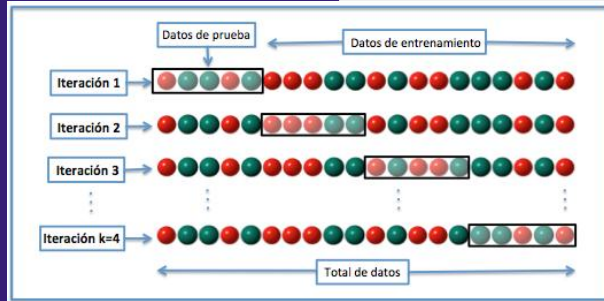 Datos de prueba
Datos de entrenamiento
Iteración 1
Iteración 2
Iteración 3
Iteración k=4
Total de datos